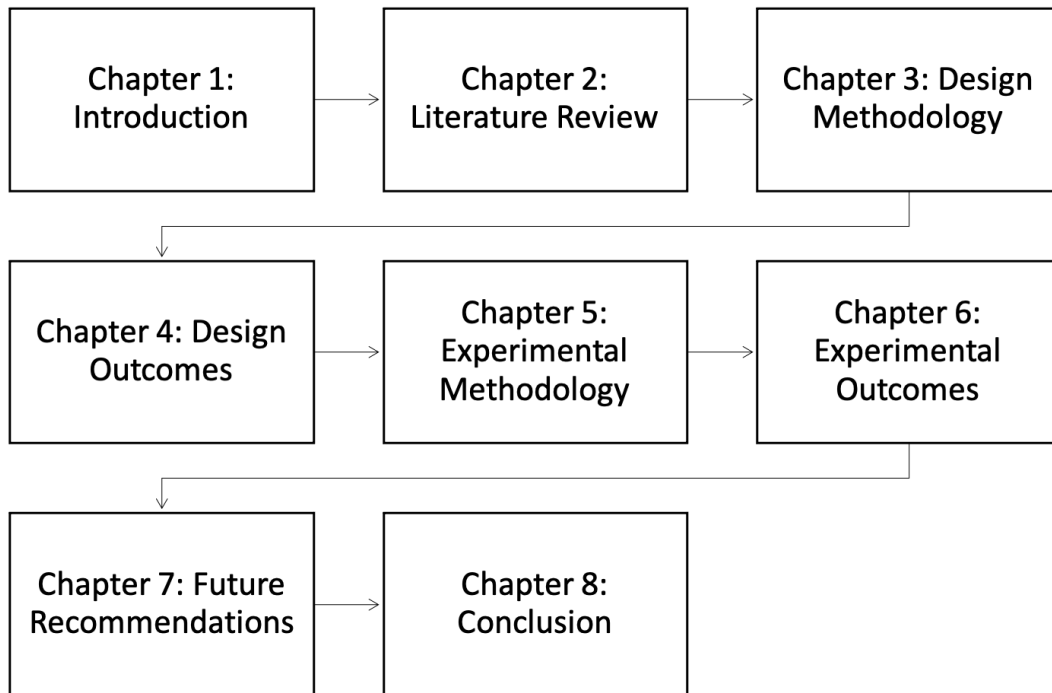 Chapter 1:
Introduction
Chapter 2:
Literature Review
Chapter 3: Design
Methodology
Chapter 4: Design
Outcomes
Chapter 5:
Experimental
Methodology
Chapter 6:
Experimental
Outcomes
Chapter 7: Future
Recommendations
Chapter 8:
Conclusion